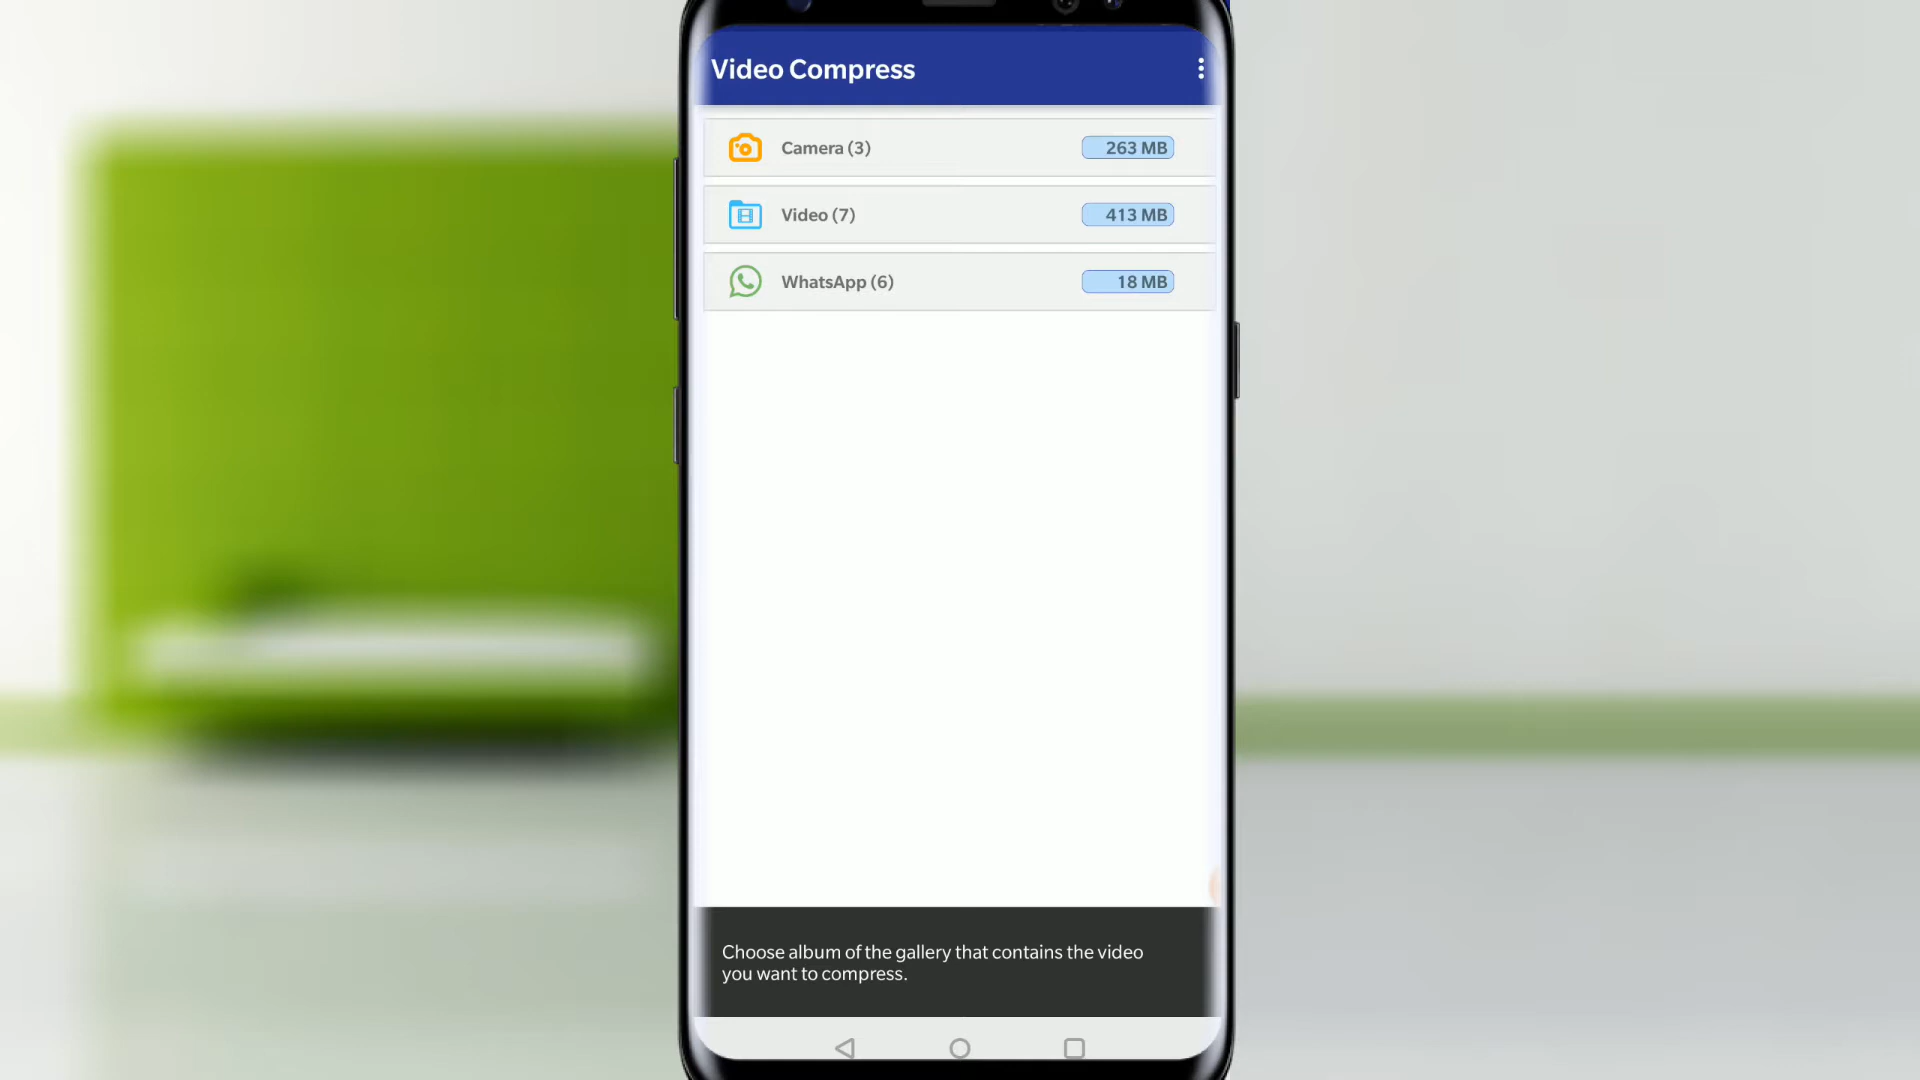 Video Compress
Camera (3) 263 MB
Video (7) 413 MB
WhatsApp (6) 18 MB
Choose album of the gallery that contains the video
you want to compress.